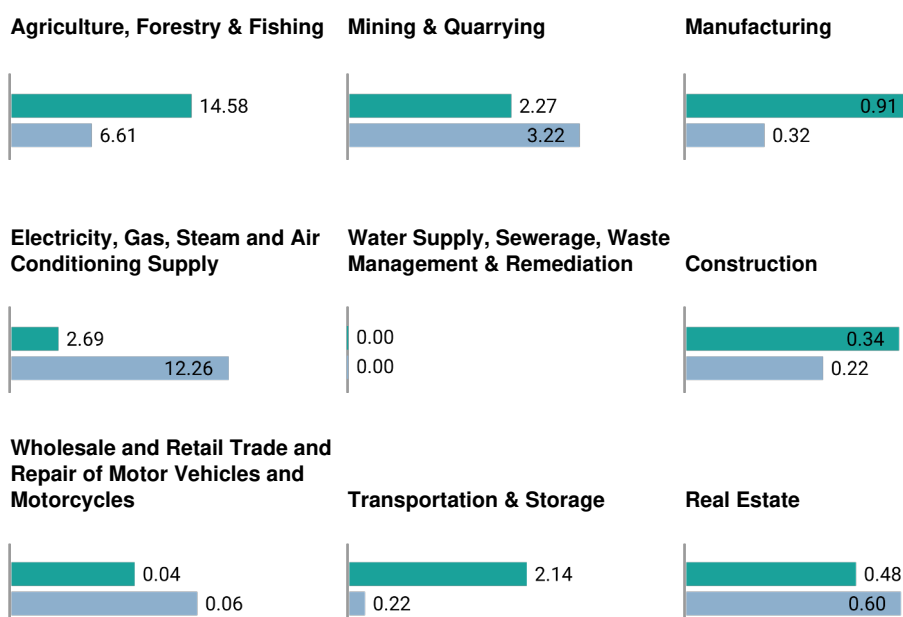 Agriculture, Forestry & Fishing
14.58
6.61
Mining & Quarrying
2.27
3.22
Manufacturing
0.91
0.32
Electricity, Gas, Steam and Air
Conditioning Supply
2.69
12.26
Water Supply, Sewerage, Waste
Management & Remediation
0.00
0.00
Construction
0.34
0.22
Wholesale and Retail Trade and
Repair of Motor Vehicles and
Motorcycles
0.04
0.06
Transportation & Storage
2.14
0.22
Real Estate
0.48
0.60